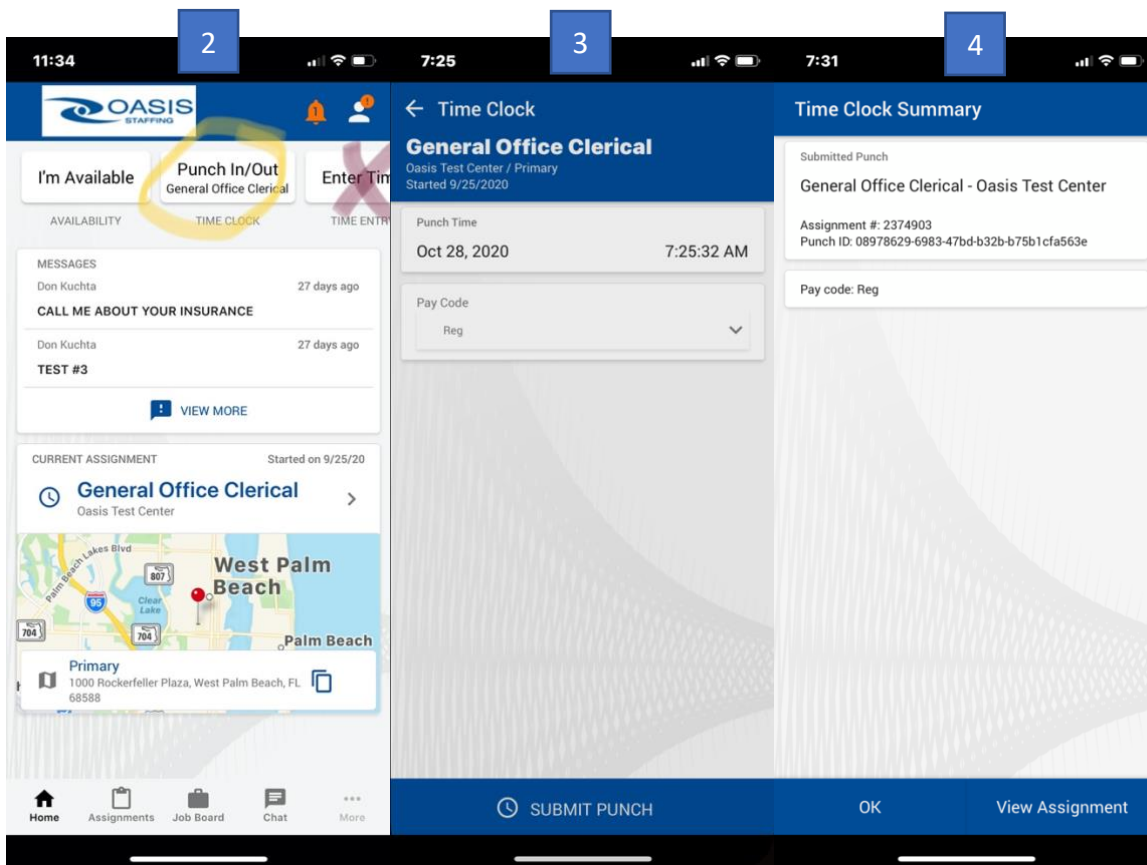 2
11:34
OASIS
STAFFING
1
I'm Available
Punch In/Out
General Office Clerical
Enter Tim
AVAILABILITY
TIME CLOCK
TIME ENTRY
MESSAGES
Don Kuchta 27 days ago
CALL ME ABOUT YOUR INSURANCE
Don Kuchta 27 days ago
TEST #3
VIEW MORE
CURRENT ASSIGNMENT Started on 9/25/20
General Office Clerical
Oasis Test Center
Palm Beach Lakes Blvd
807
West Palm
Beach
95
Clear
Lake
704
704
Palm Beach
Primary
1000 Rockerfeller Plaza, West Palm Beach, FL
68588
Home
Assignments
Job Board
Chat
More
3
7:25
Time Clock
General Office Clerical
Oasis Test Center / Primary
Started 9/25/2020
Punch Time
Oct 28, 2020 7:25:32 AM
Pay Code
Reg
SUBMIT PUNCH
4
7:31
Time Clock Summary
Submitted Punch
General Office Clerical - Oasis Test Center
Assignment #: 2374903
Punch ID: 08978629-6983-47bd-b32b-b75b1cfa563e
Pay code: Reg
OK
View Assignment